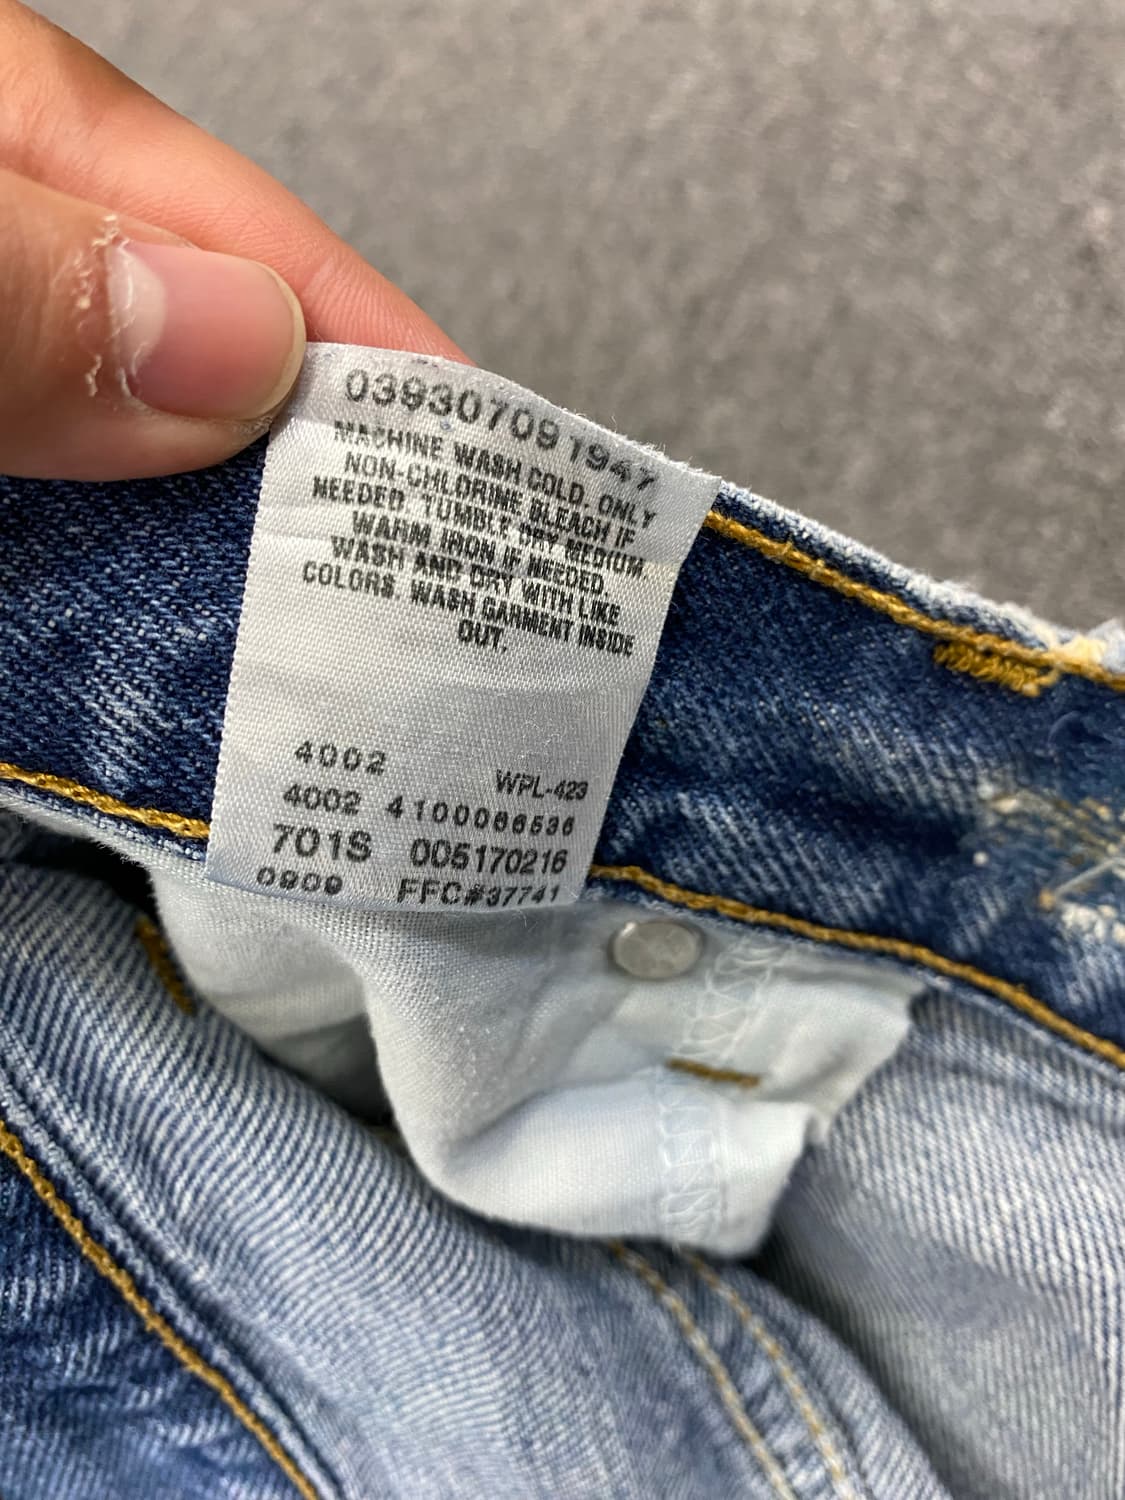 039307091947
MACHINE WASH COLD. ONLY
NON-CHLORINE BLEACH IF
NEEDED. TUMBLE DRY MEDIUM.
WARM IRON IF NEEDED.
WASH AND DRY WITH LIKE
COLORS. WASH GARMENT INSIDE
OUT.
4002
WPL-423
4002 4100066536
701S 005170216
0909 FFC#37741